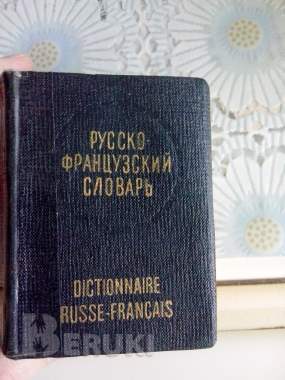 РУССКО-
ФРАНЦУЗСКИЙ
СЛОВАРЬ
DICTIONNAIRE
RUSSE-FRANÇAIS
BERUKI